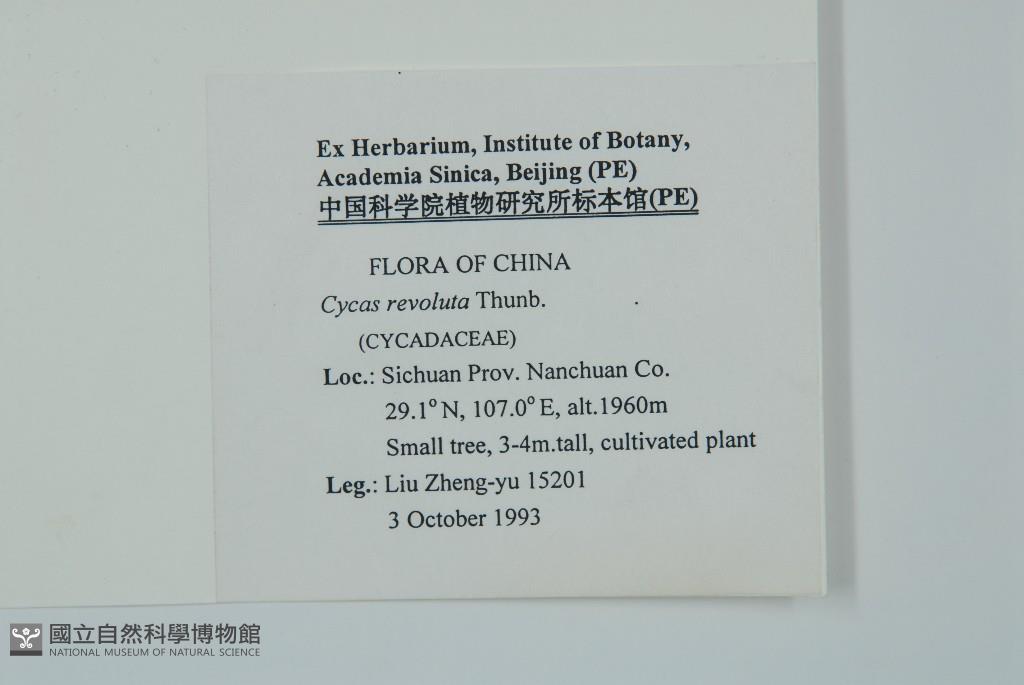 Ex Herbarium, Institute of Botany,
Academia Sinica, Beijing (PE)
中国科学院植物研究所标本馆(PE)
FLORA OF CHINA
Cycas revoluta Thunb.
(CYCADACEAE)
Loc.: Sichuan Prov. Nanchuan Co.
29.1° N, 107.0° E, alt.1960m
Small tree, 3-4m.tall, cultivated plant
Leg.: Liu Zheng-yu 15201
3 October 1993
國立自然科學博物館
NATIONAL MUSEUM OF NATURAL SCIENCE